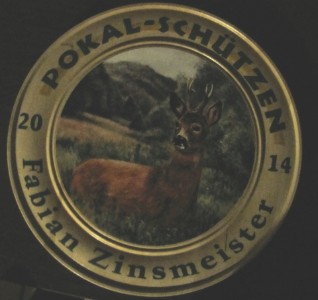 POKAL-SCHÜTZEN
20 14
Fabian Zinsmeister